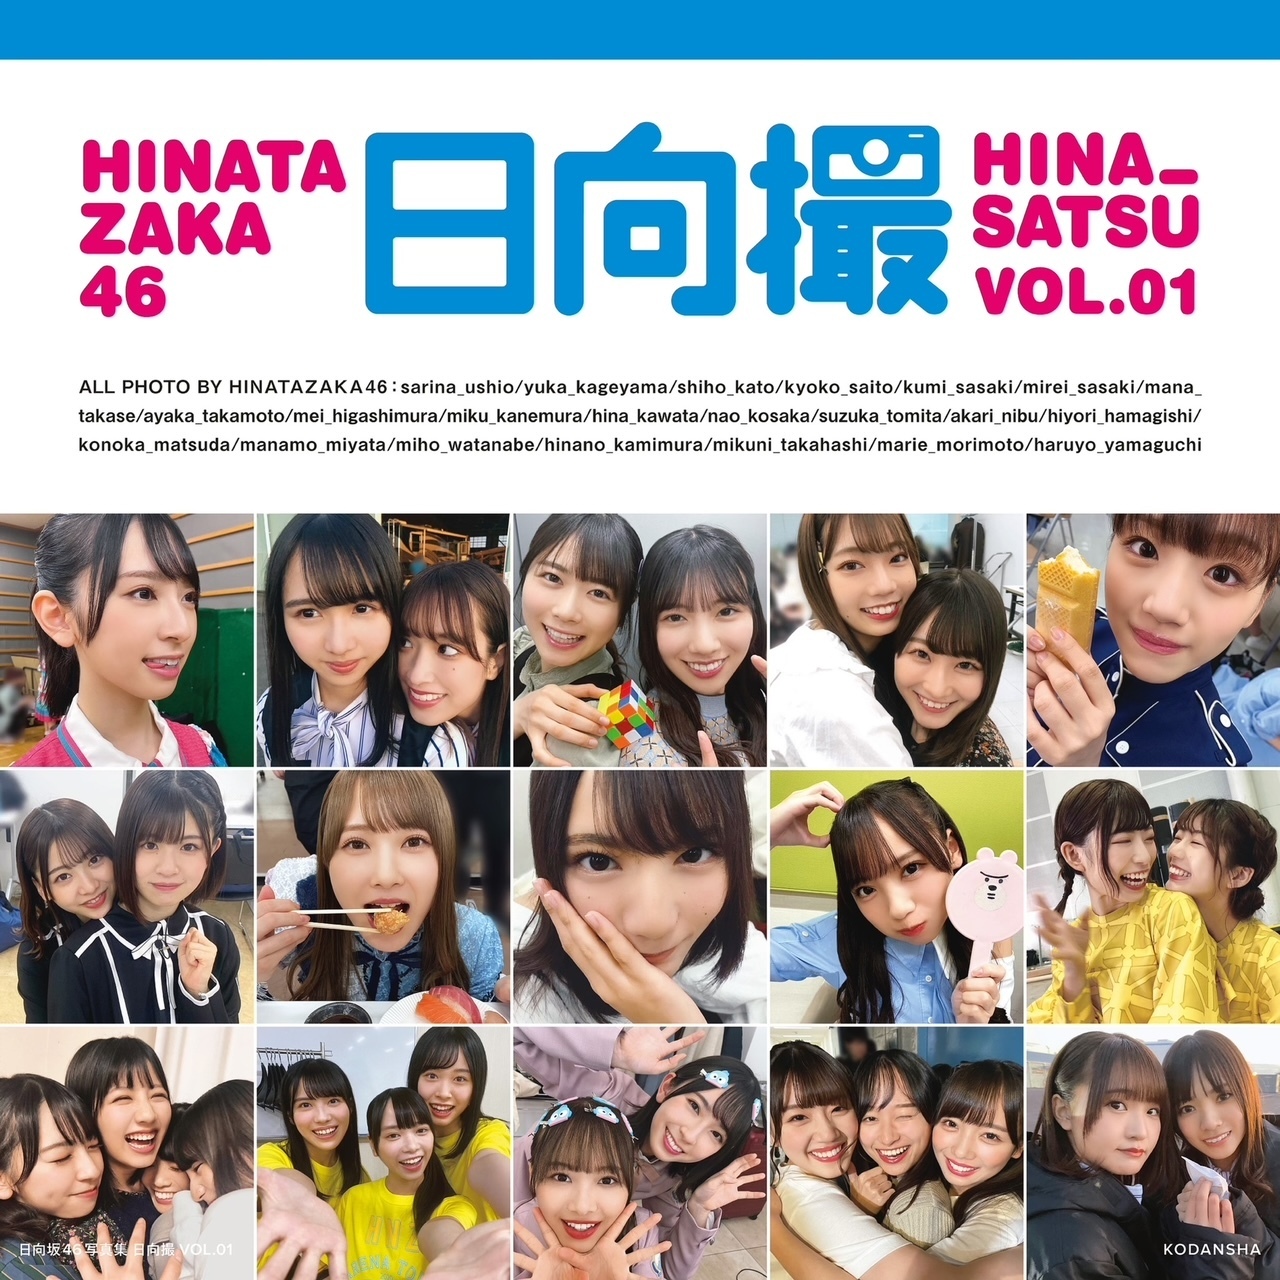 HINATA
ZAKA
46
日向撮
HINA_
SATSU
VOL.01
ALL PHOTO BY HINATAZAKA46：sarina_ushio/yuka_kageyama/shiho_kato/kyoko_saito/kumi_sasaki/mirei_sasaki/mana_
takase/ayaka_takamoto/mei_higashimura/miku_kanemura/hina_kawata/nao_kosaka/suzuka_tomita/akari_nibu/hiyori_hamagishi/
konoka_matsuda/manamo_miyata/miho_watanabe/hinano_kamimura/mikuni_takahashi/marie_morimoto/haruyo_yamaguchi
日向坂46写真集 日向撮 VOL.01
KODANSHA